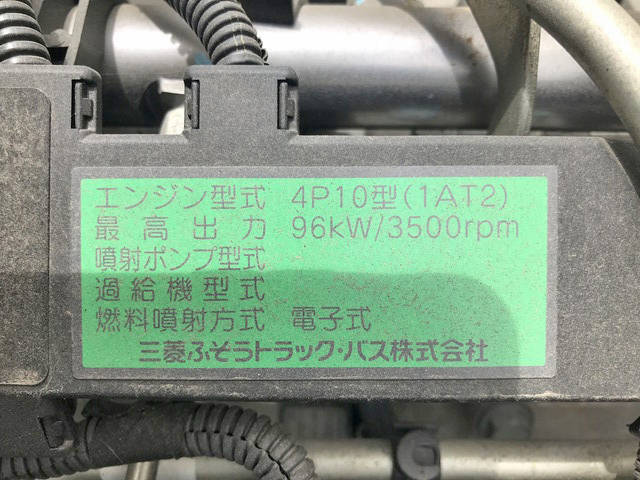 エンジン型式 4P10型(1AT2)
最高出力 96kW/3500rpm
噴射ポンプ型式
過給機型式
燃料噴射方式 電子式
三菱ふそうトラック・バス株式会社